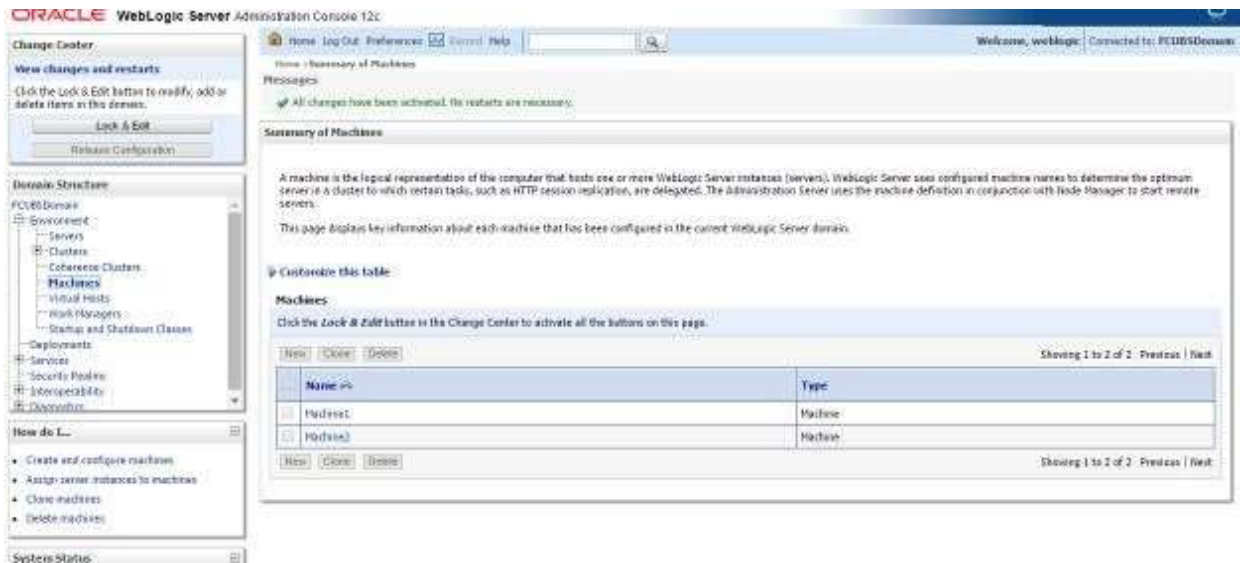 ORACLE WebLogic Server Administration Console 12c
Change Center
View changes and restarts
Click the Lock & Edit button to modify, add or
delete items in this domain.
Lock & Edit
Release Configuration
Domain Structure
FCUBSDomain
Environment
Servers
Clusters
Coherence Clusters
Machines
Virtual Hosts
Work Managers
Startup and Shutdown Classes
Deployments
Services
Security Realms
Interoperability
Diagnostics
How do I...
Create and configure machines
Assign server instances to machines
Clone machines
Delete machines
System Status
Home Log Out Preferences Record Help
Welcome, weblogic Connected to: FCUBSDomain
Home >Summary of Machines
Messages
All changes have been activated. No restarts are necessary.
Summary of Machines
A machine is the logical representation of the computer that hosts one or more WebLogic Server instances (servers). WebLogic Server uses configured machine names to determine the optimum
server in a cluster to which certain tasks, such as HTTP session replication, are delegated. The Administration Server uses the machine definition in conjunction with Node Manager to start remote
servers.
This page displays key information about each machine that has been configured in the current WebLogic Server domain.
Customize this table
Machines
Click the Lock & Edit button in the Change Center to activate all the buttons on this page.
New Clone Delete
Showing 1 to 2 of 2 Previous | Next
Name Type
Machine1 Machine
Machine2 Machine
New Clone Delete
Showing 1 to 2 of 2 Previous | Next